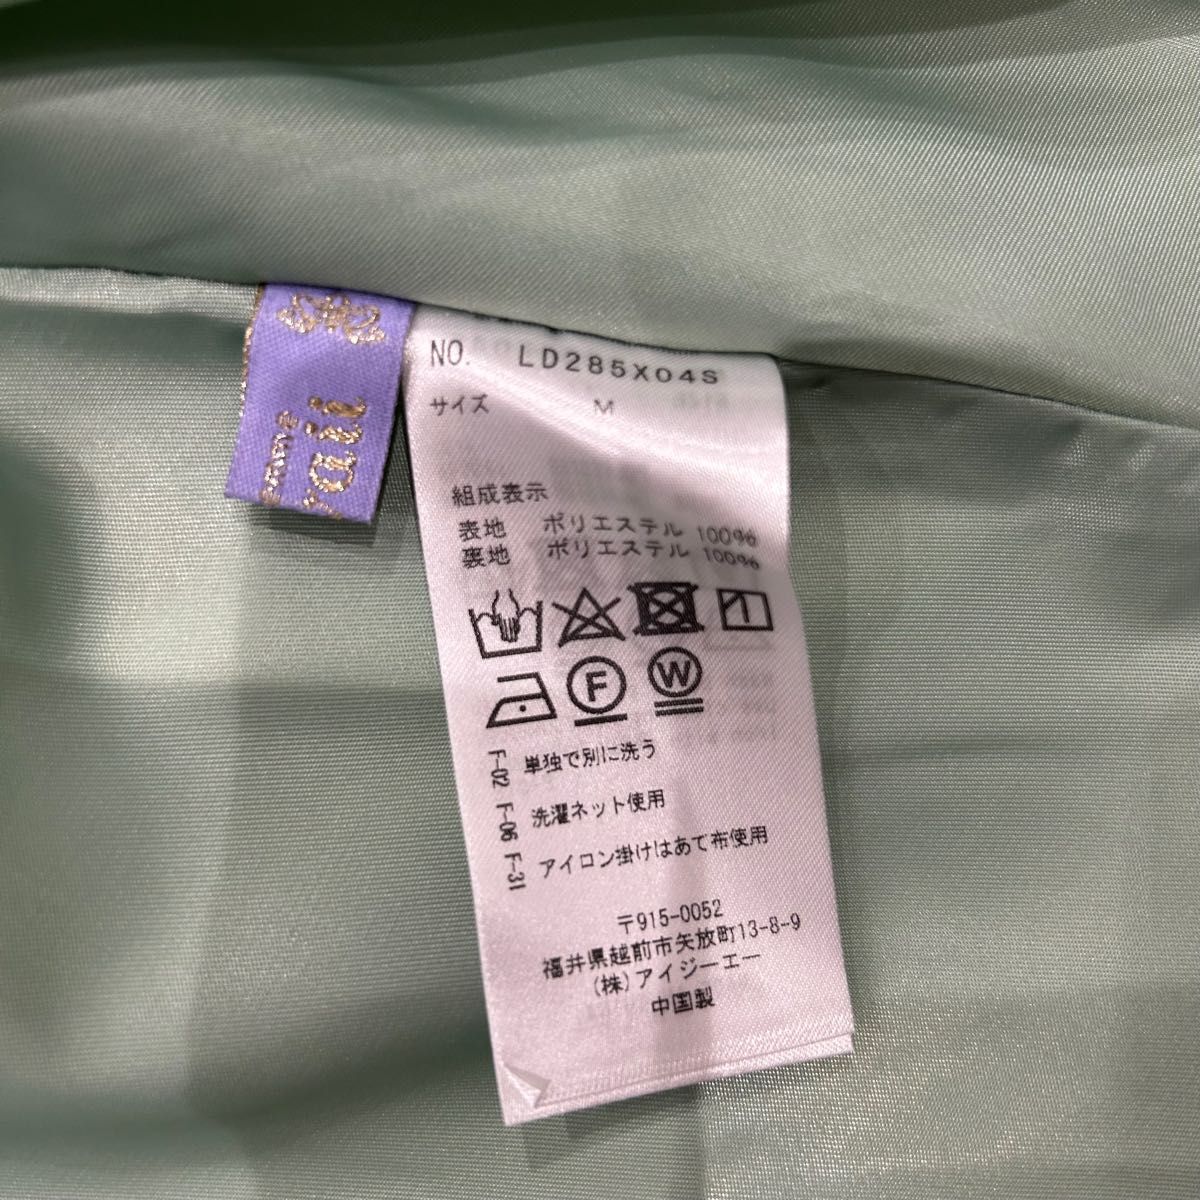 NO. LD285X04S
サイズ M
組成表示
表地 ポリエステル 100%
裏地 ポリエステル 100%
F
W
F-02 単独で別に洗う
F-06 洗濯ネット使用
F-31 アイロン掛けはあて布使用
〒915-0052
福井県越前市矢放町13-8-9
(株)アイジーエー
中国製